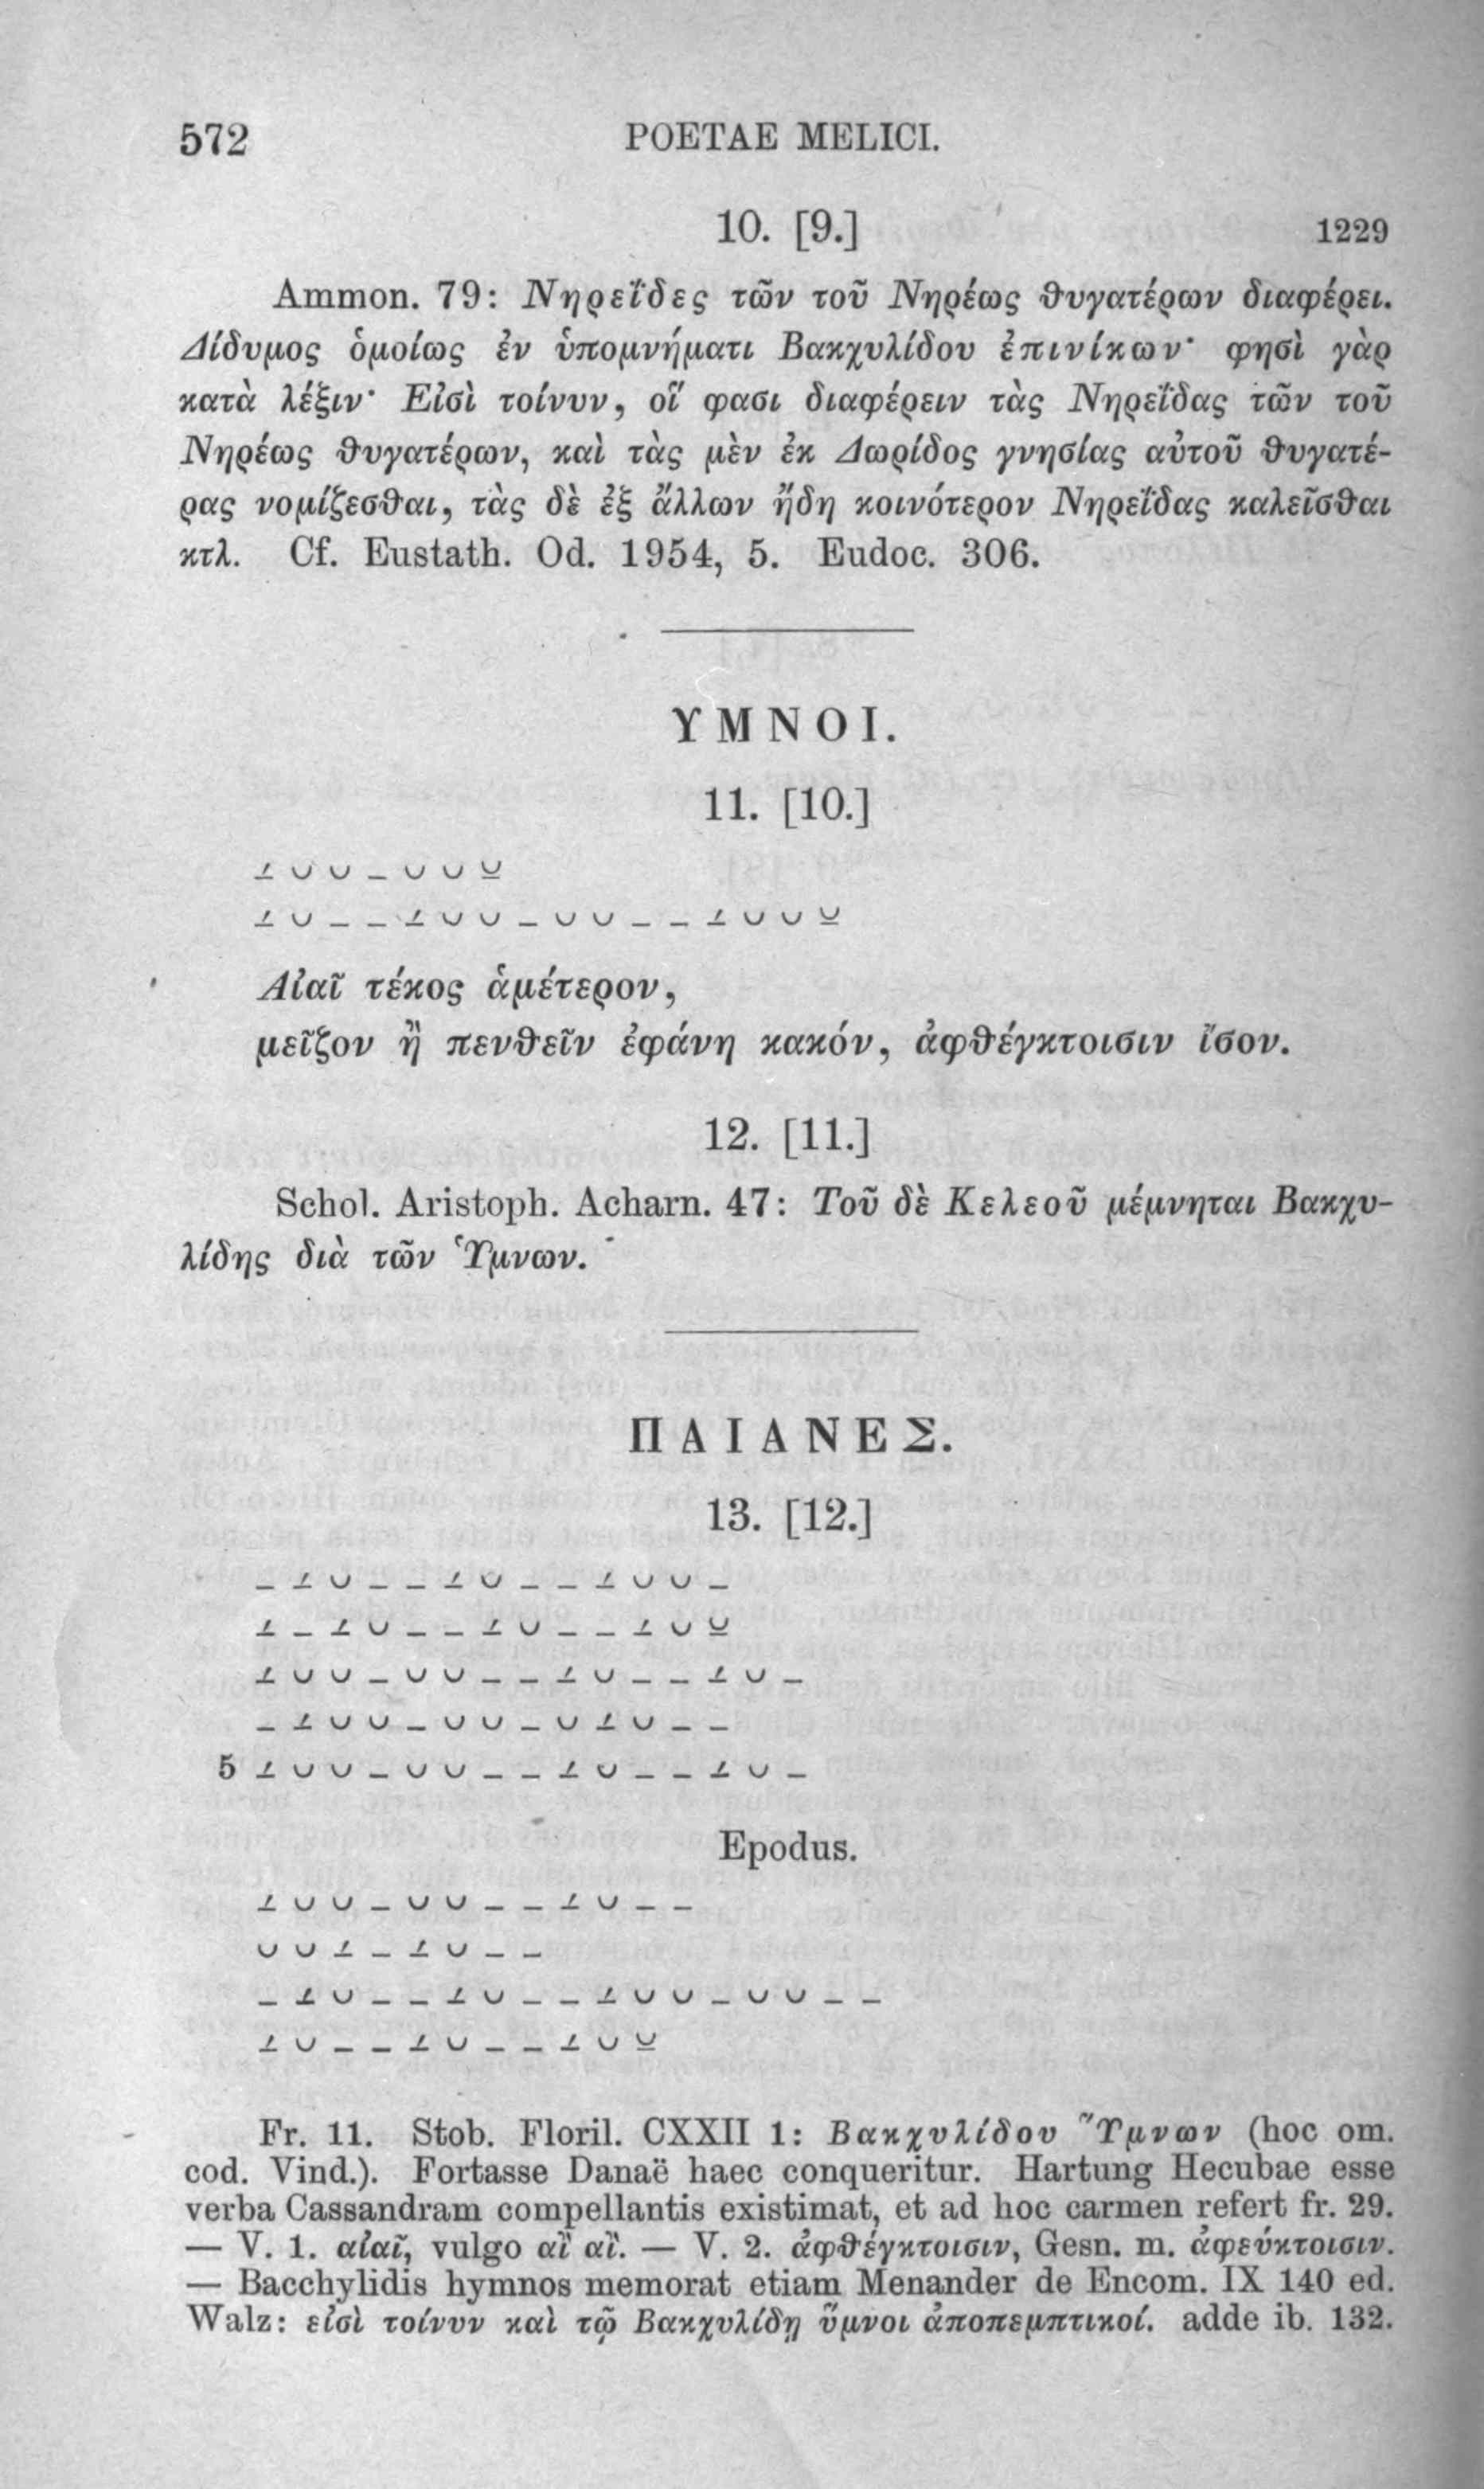 572 POETAE MELICI.
10. [9.] 1229
Ammon. 79: Νηρεΐδες τῶν τοῦ Νηρέως θυγατέρων διαφέρει.
Δίδυμος ὁμοίως ἐν ὑπομνήματι Βακχυλίδου ἐπινίκων· φησὶ γὰρ
κατὰ λέξιν· Εἰσὶ τοίνυν, οἵ φασι διαφέρειν τὰς Νηρεΐδας τῶν τοῦ
Νηρέως θυγατέρων, καὶ τὰς μὲν ἐκ Δωρίδος γνησίας αὐτοῦ θυγατέ-
ρας νομίζεσθαι, τὰς δὲ ἐξ ἄλλων ἤδη κοινότερον Νηρεΐδας καλεῖσθαι
κτλ. Cf. Eustath. Od. 1954, 5. Eudoc. 306.
ΥΜΝΟΙ.
11. [10.]
_́ ∪ ∪ _ ∪ ∪ ⊻
_́ ∪ _ _ _́ ∪ ∪ _ ∪ ∪ _ _ _́ ∪ ∪ ⊻
Αἰαῖ τέκος ἁμέτερον,
μεῖζον ἢ πενθεῖν ἐφάνη κακόν, ἀφθέγκτοισιν ἴσον.
12. [11.]
Schol. Aristoph. Acharn. 47: Τοῦ δὲ Κελεοῦ μέμνηται Βακχυ-
λίδης διὰ τῶν Ὕμνων.
ΠΑΙΑΝΕΣ.
13. [12.]
_ _́ ∪ _ _ _́ ∪ _ _ _́ ∪ ∪ _
_́ _ _́ ∪ _ _ _́ ∪ _ _ _́ ∪ ⊻
_́ ∪ ∪ _ ∪ ∪ _ _ _́ ∪ _ _ _́ ∪ _
_ _́ ∪ ∪ _ ∪ ∪ _ ∪ _́ ∪ _ _
5 _́ ∪ ∪ _ ∪ ∪ _ _ _́ ∪ _ _ _́ ∪ _
Epodus.
_́ ∪ ∪ _ ∪ ∪ _ _ _́ ∪ _ _
∪ ∪ _́ _ _́ ∪ _ _
_ _́ ∪ _ _ _́ ∪ _ _ _́ ∪ ∪ _ ∪ ∪ _ _
_́ ∪ _ _ _́ ∪ _ _ _́ ∪ ⊻
Fr. 11. Stob. Floril. CXXII 1: Βακχυλίδου Ὕμνων (hoc om.
cod. Vind.). Fortasse Danaë haec conqueritur. Hartung Hecubae esse
verba Cassandram compellantis existimat, et ad hoc carmen refert fr. 29.
— V. 1. αἰαῖ, vulgo αἲ αἴ. — V. 2. ἀφθέγκτοισιν, Gesn. m. ἀφεύκτοισιν.
— Bacchylidis hymnos memorat etiam Menander de Encom. IX 140 ed.
Walz: εἰσὶ τοίνυν καὶ τῷ Βακχυλίδῃ ὕμνοι ἀποπεμπτικοί. adde ib. 132.